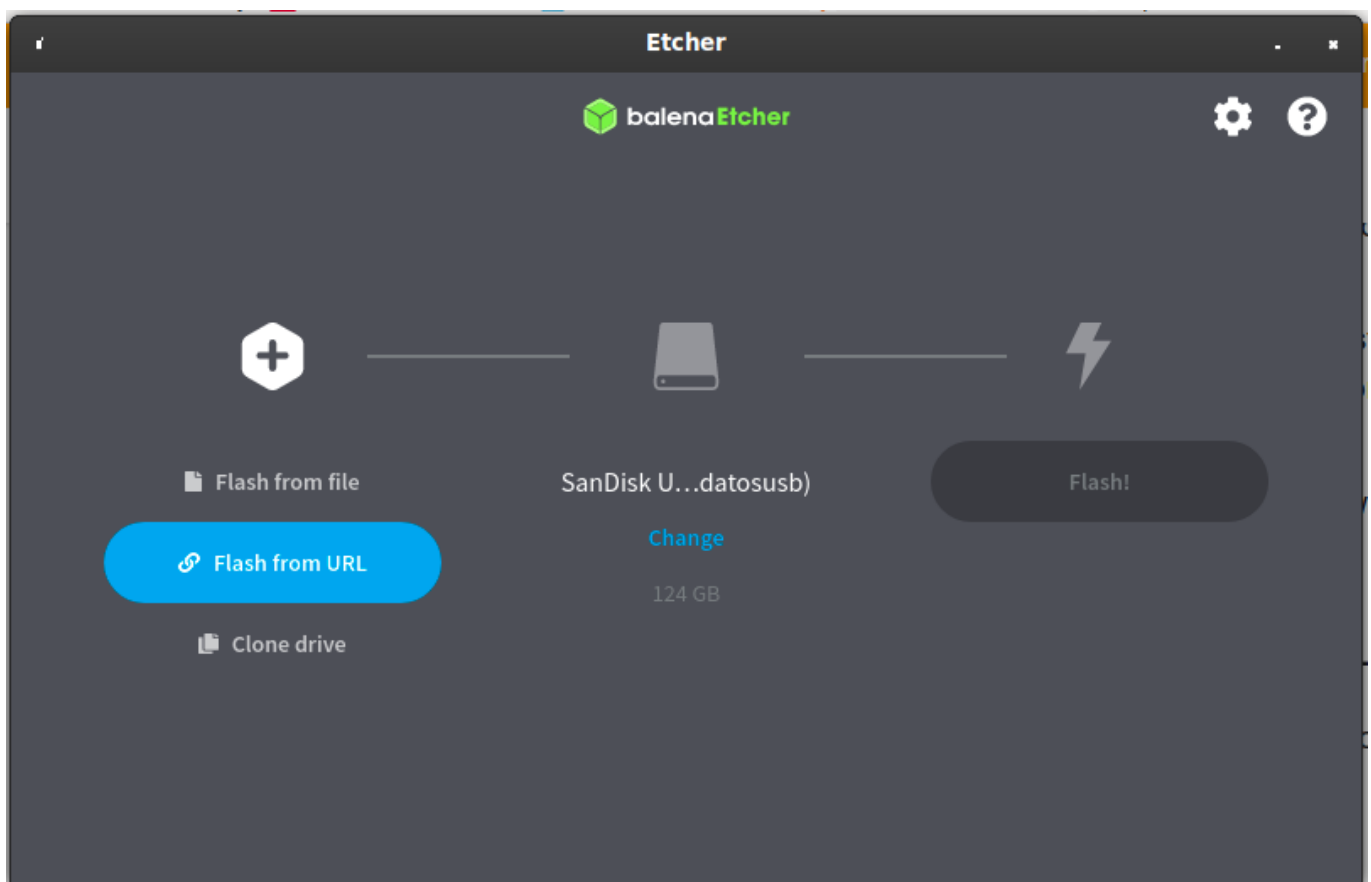 Etcher
balenaEtcher
Flash from file
Flash from URL
Clone drive
SanDisk U...datosusb)
Change
124 GB
Flash!